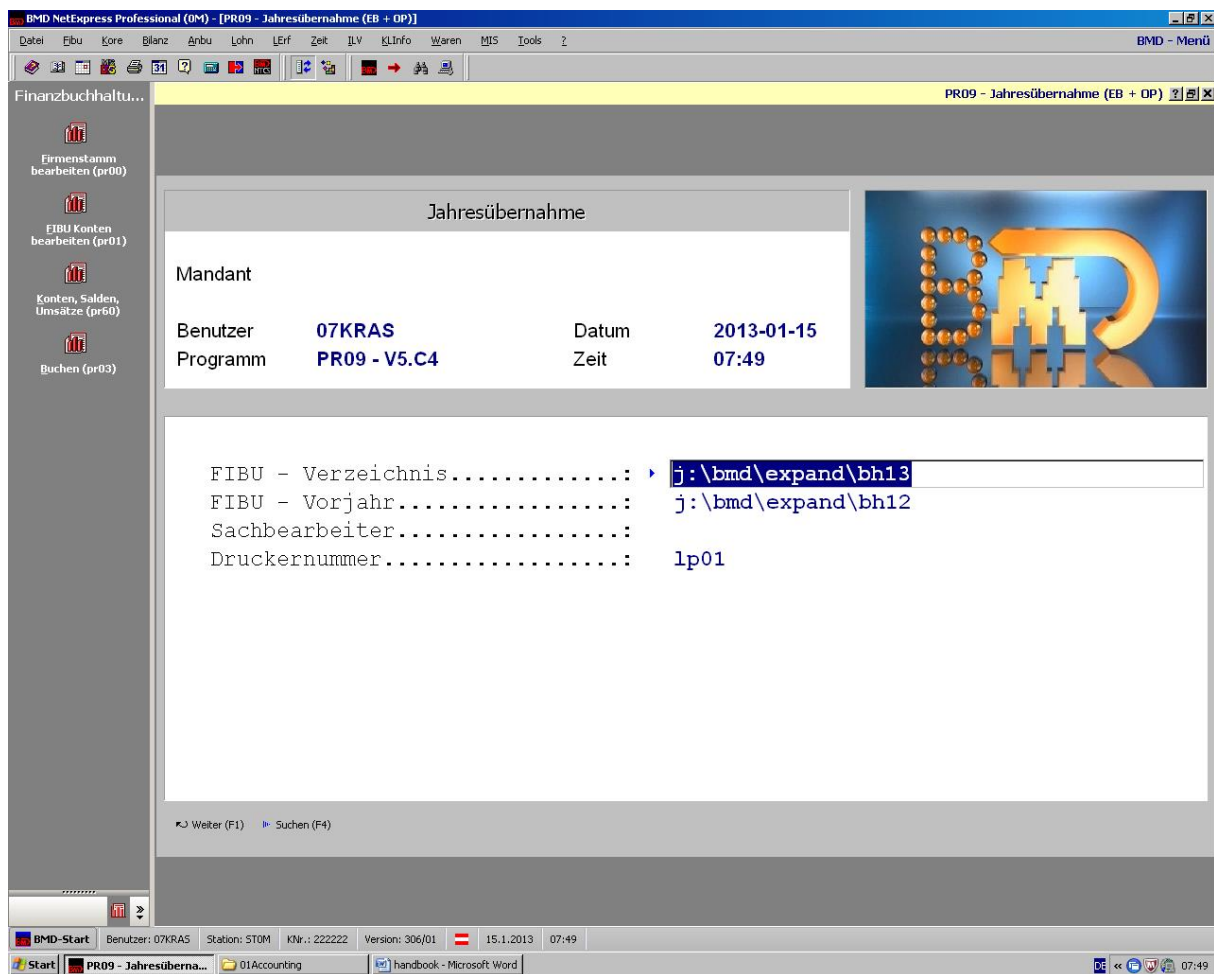 BMD NetExpress Professional (0M) - [PR09 - Jahresübernahme (EB + OP)]
Datei Fibu Kore Bilanz Anbu Lohn LErf Zeit ILV KLInfo Waren MIS Tools ? BMD - Menü
Finanzbuchhaltu... PR09 - Jahresübernahme (EB + OP)
Firmenstamm
bearbeiten (pr00)
FIBU Konten
bearbeiten (pr01)
Konten, Salden,
Umsätze (pr60)
Buchen (pr03)
Jahresübernahme
Mandant
Benutzer 07KRAS Datum 2013-01-15
Programm PR09 - V5.C4 Zeit 07:49
BMD
FIBU - Verzeichnis..............: j:\bmd\expand\bh13
FIBU - Vorjahr..................: j:\bmd\expand\bh12
Sachbearbeiter..................:
Druckernummer...................: lp01
Weiter (F1) Suchen (F4)
BMD-Start Benutzer: 07KRAS Station: ST0M KNr.: 222222 Version: 306/01 15.1.2013 07:49
Start PR09 - Jahresüberna... 01Accounting handbook - Microsoft Word DE « 07:49